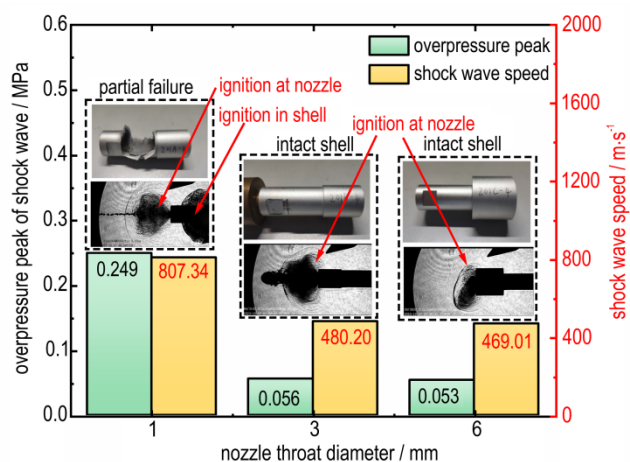 overpressure peak
shock wave speed
partial failure
ignition at nozzle
ignition in shell
intact shell
ignition at nozzle
intact shell
0.249
807.34
0.056
480.20
0.053
469.01
0.6
0.5
0.4
0.3
0.2
0.1
0.0
overpressure peak of shock wave / MPa
2000
1600
1200
800
400
0
shock wave speed / m·s⁻¹
1
3
6
nozzle throat diameter / mm